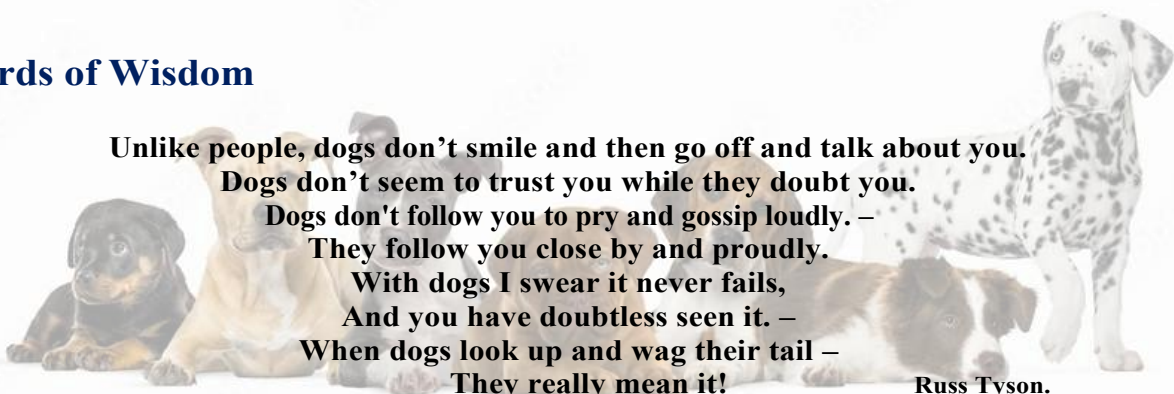 rds of Wisdom
Unlike people, dogs don’t smile and then go off and talk about you.
Dogs don’t seem to trust you while they doubt you.
Dogs don't follow you to pry and gossip loudly. –
They follow you close by and proudly.
With dogs I swear it never fails,
And you have doubtless seen it. –
When dogs look up and wag their tail –
They really mean it! Russ Tyson.